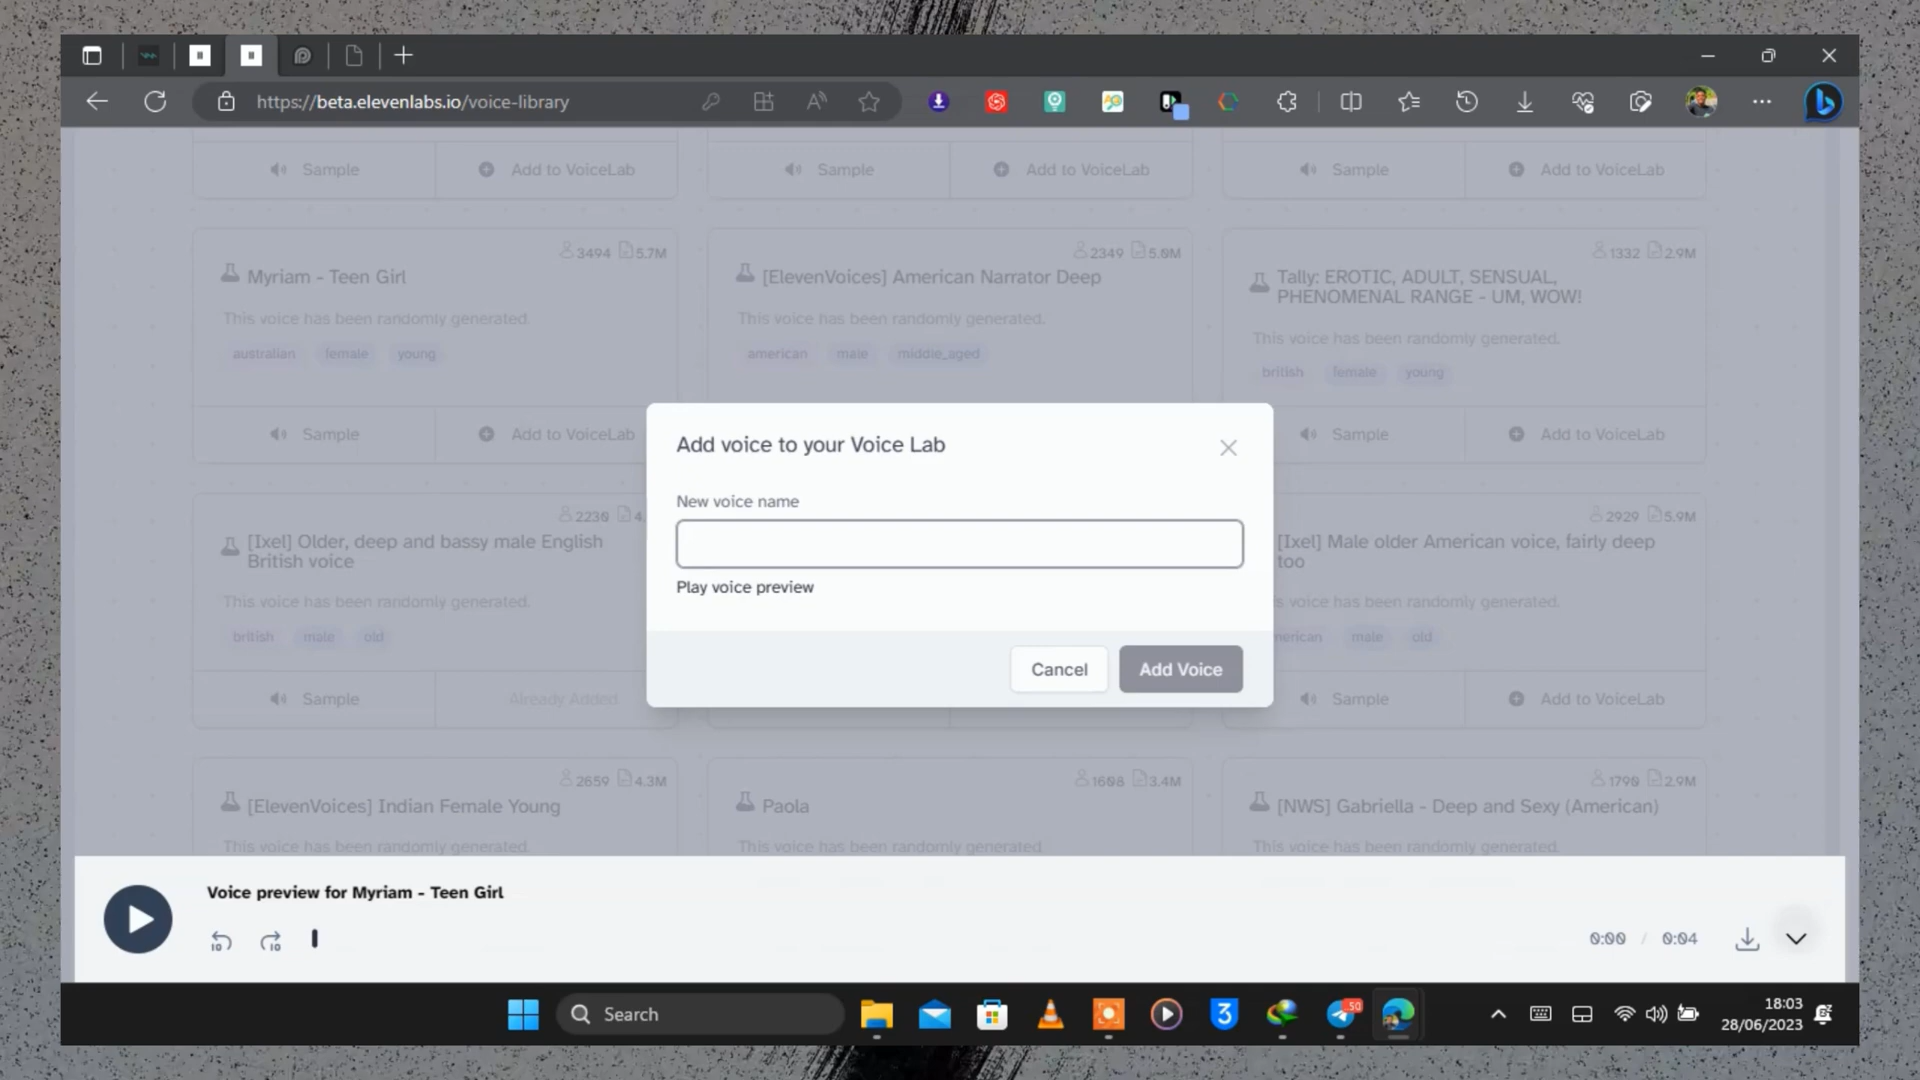 https://beta.elevenlabs.io/voice-library
Sample
Add to VoiceLab
Sample
Add to VoiceLab
Sample
Add to VoiceLab
3494 5.7M
Myriam - Teen Girl
This voice has been randomly generated.
australian female young
Sample
Add to VoiceLab
2349 5.0M
[ElevenVoices] American Narrator Deep
This voice has been randomly generated.
american male middle_aged
1332 2.9M
Tally: EROTIC, ADULT, SENSUAL,
PHENOMENAL RANGE - UM, WOW!
This voice has been randomly generated.
british female young
Sample
Add to VoiceLab
Add voice to your Voice Lab
New voice name
Play voice preview
Cancel
Add Voice
2230 4.
[Ixel] Older, deep and bassy male English
British voice
This voice has been randomly generated.
british male old
Sample
Already Added
2929 5.9M
[Ixel] Male older American voice, fairly deep
too
s voice has been randomly generated.
nerican male old
Sample
Add to VoiceLab
2659 4.3M
[ElevenVoices] Indian Female Young
This voice has been randomly generated.
1608 3.4M
Paola
This voice has been randomly generated.
1790 2.9M
[NWS] Gabriella - Deep and Sexy (American)
This voice has been randomly generated.
Voice preview for Myriam - Teen Girl
10
10
0:00 / 0:04
Search
50
18:03
28/06/2023